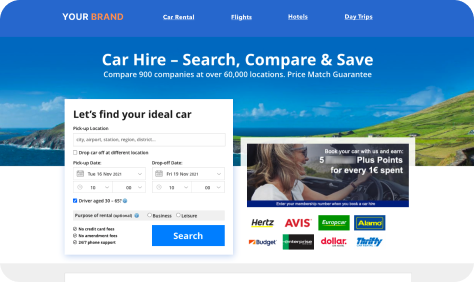 YOUR BRAND
Car Rental
Flights
Hotels
Day Trips
Car Hire – Search, Compare & Save
Compare 900 companies at over 60,000 locations. Price Match Guarantee
Let's find your ideal car
Pick-up Location
city, airport, station, region, district...
Drop car off at different location
Pick-up Date:
Drop-off Date:
Tue 16 Nov 2021
Fri 19 Nov 2021
10
00
10
00
Driver aged 30 – 65?
Purpose of rental (optional)
Business
Leisure
No credit card fees
No amendment fees
24/7 phone support
Search
Book your car with us and earn:
5 Plus Points
for every 1€ spent
Enter your membership number when you book a car hire
Hertz
AVIS
Europcar
Alamo
Budget
enterprise
dollar.
Thrifty